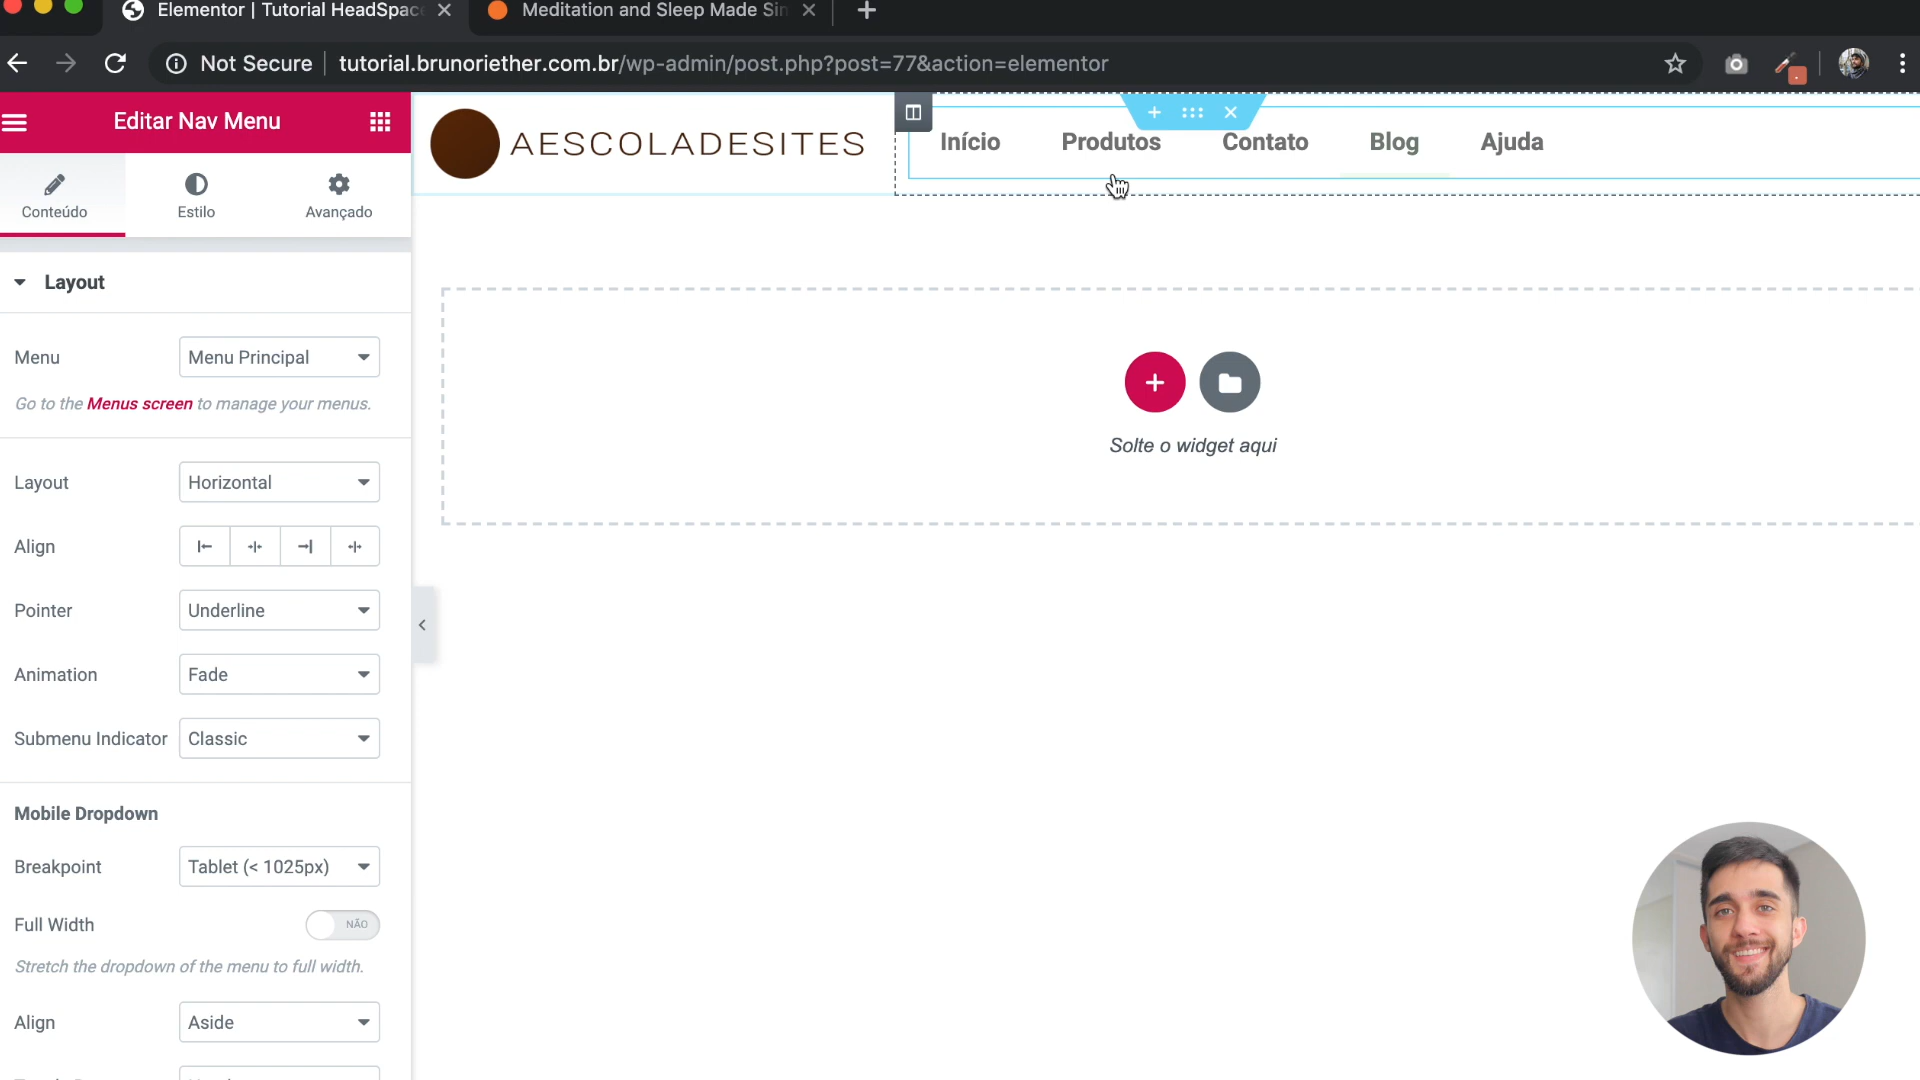 Elementor | Tutorial HeadSpac
Meditation and Sleep Made Sim
Not Secure
tutorial.brunoriether.com.br/wp-admin/post.php?post=77&action=elementor
Editar Nav Menu
Conteúdo
Estilo
Avançado
AESCOLADESITES
Início
Produtos
Contato
Blog
Ajuda
Layout
Menu
Menu Principal
Go to the Menus screen to manage your menus.
Layout
Horizontal
Align
Pointer
Underline
Animation
Fade
Submenu Indicator
Classic
Mobile Dropdown
Breakpoint
Tablet (< 1025px)
Full Width
NÃO
Stretch the dropdown of the menu to full width.
Align
Aside
Solte o widget aqui